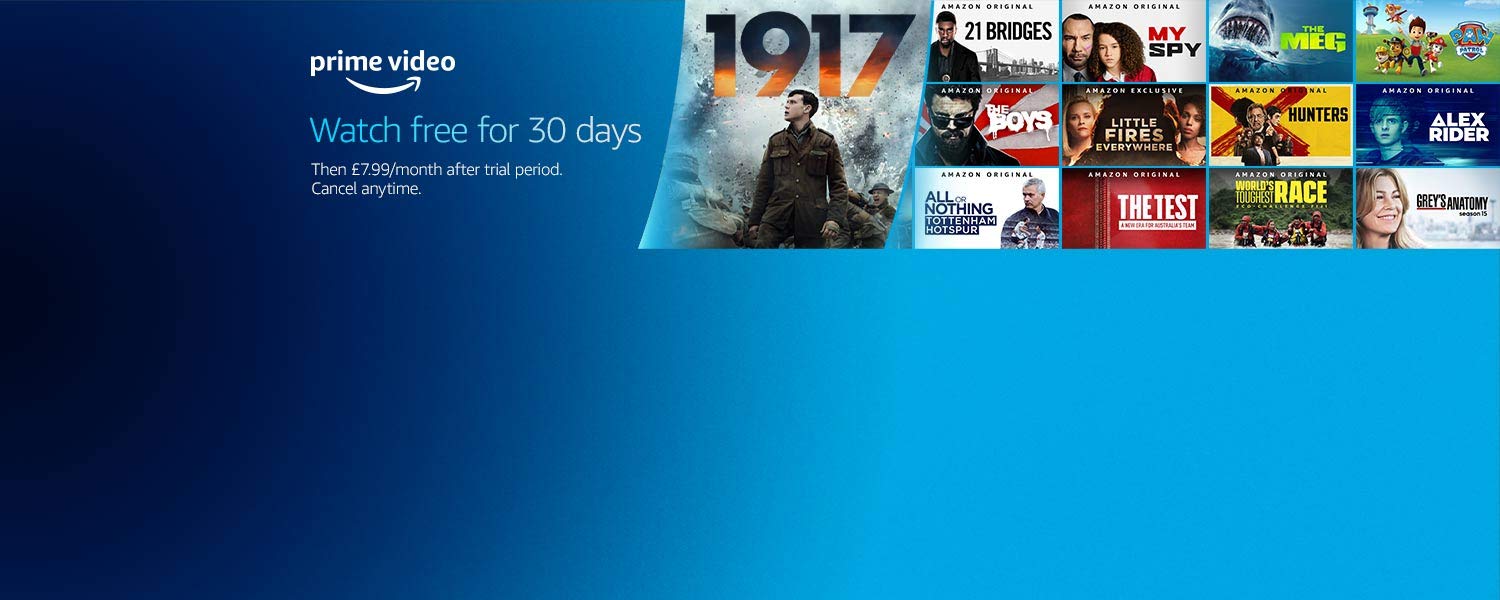 prime video
Watch free for 30 days
Then £7.99/month after trial period.
Cancel anytime.
1917
AMAZON ORIGINAL
21 BRIDGES
AMAZON ORIGINAL
MY
SPY
THE
MEG
PAW
PATROL
AMAZON ORIGINAL
THE
BOYS
AMAZON EXCLUSIVE
LITTLE
FIRES
EVERYWHERE
AMAZON ORIGINAL
HUNTERS
AMAZON ORIGINAL
ALEX
RIDER
AMAZON ORIGINAL
ALL OR
NOTHING
TOTTENHAM
HOTSPUR
AMAZON ORIGINAL
THE TEST
A NEW ERA FOR AUSTRALIA'S TEAM
AMAZON ORIGINAL
WORLD'S
TOUGHEST RACE
ECO-CHALLENGE FIJI
GREY'S ANATOMY
season 15